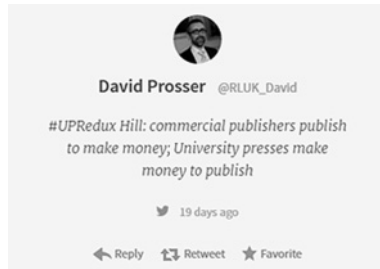 David Prosser @RLUK_David
#UPRedux Hill: commercial publishers publish
to make money; University presses make
money to publish
19 days ago
Reply Retweet Favorite